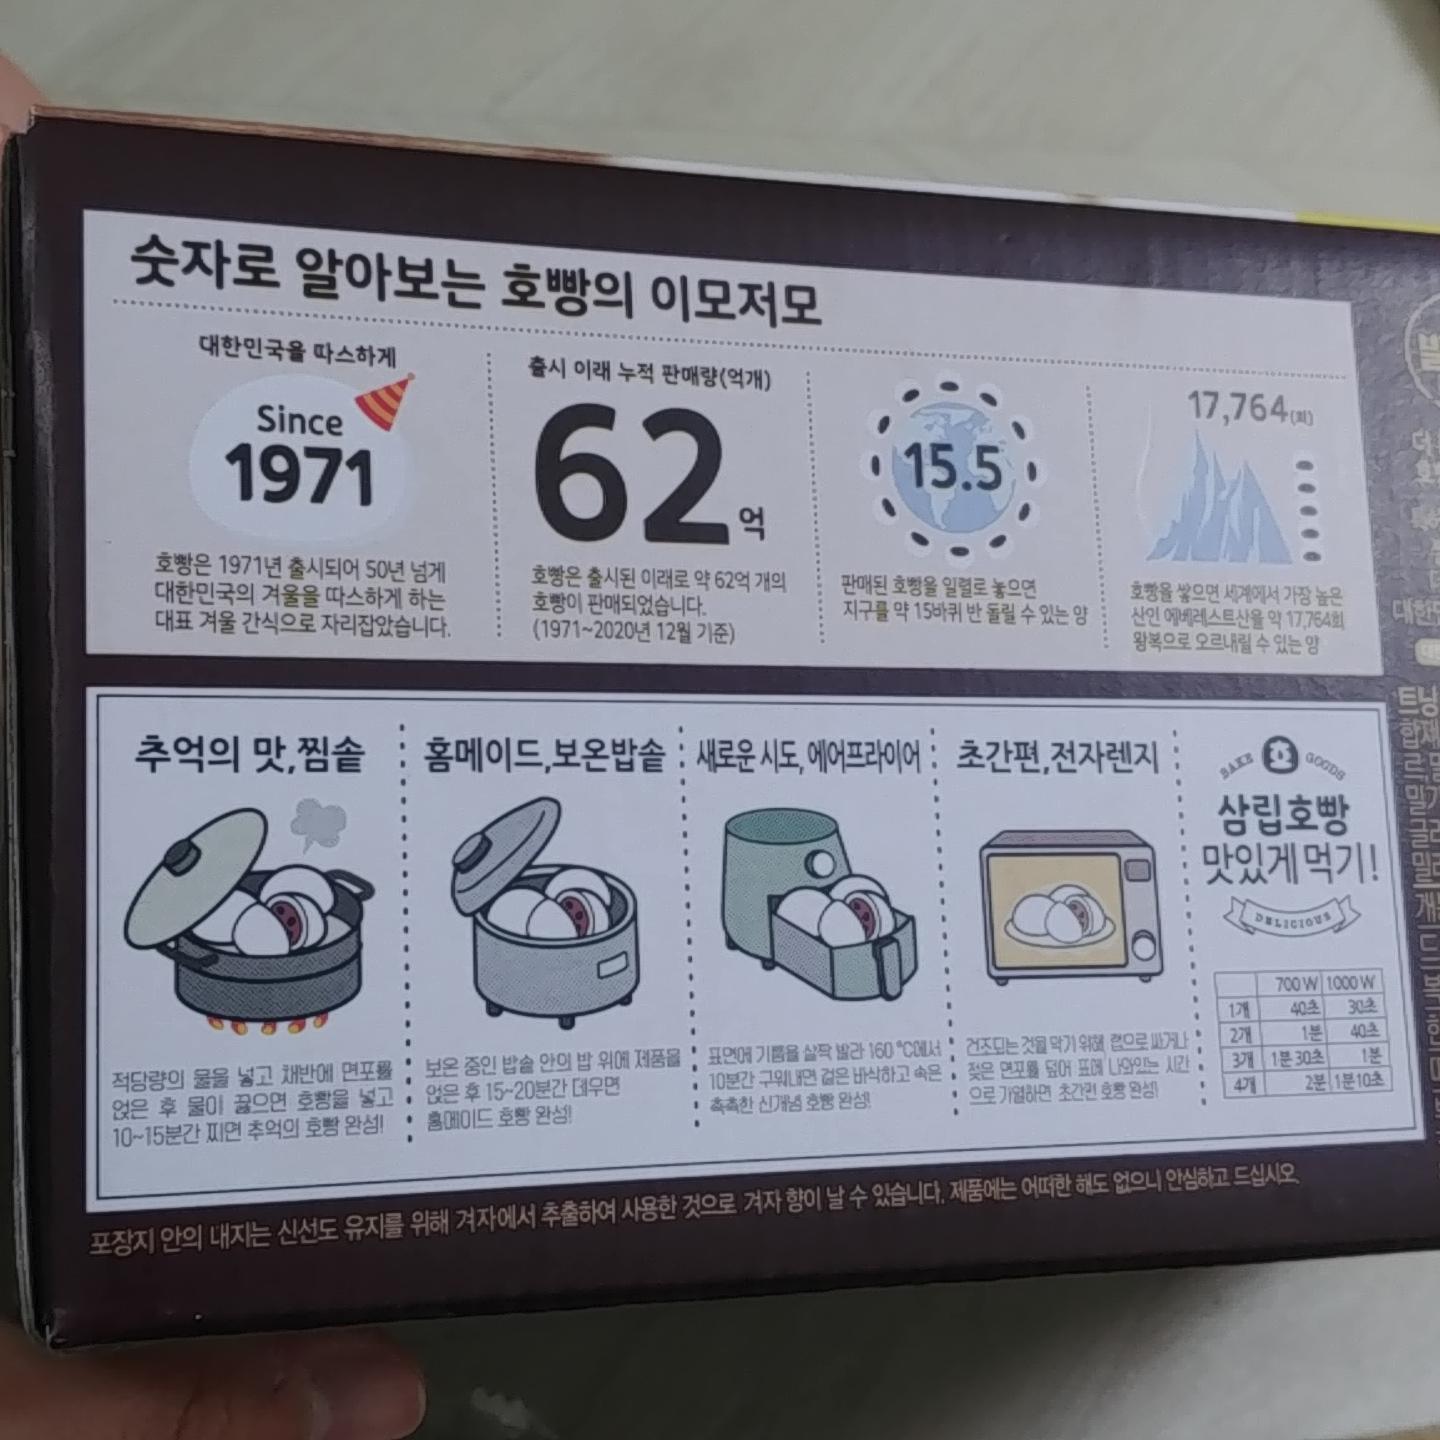 숫자로 알아보는 호빵의 이모저모
대한민국을 따스하게
Since
1971
호빵은 1971년 출시되어 50년 넘게
대한민국의 겨울을 따스하게 하는
대표 겨울 간식으로 자리잡았습니다.
출시 이래 누적 판매량(억개)
62억
호빵은 출시된 이래로 약 62억 개의
호빵이 판매되었습니다.
(1971~2020년 12월 기준)
15.5
판매된 호빵을 일렬로 놓으면
지구를 약 15바퀴 반 돌릴 수 있는 양
17,764(회)
호빵을 쌓으면 세계에서 가장 높은
산인 에베레스트산을 약 17,764회
왕복으로 오르내릴 수 있는 양
추억의 맛,찜솥
적당량의 물을 넣고 채반에 면포를
얹은 후 물이 끓으면 호빵을 넣고
10~15분간 찌면 추억의 호빵 완성!
홈메이드,보온밥솥
보온 중인 밥솥 안의 밥 위에 제품을
얹은 후 15~20분간 데우면
홈메이드 호빵 완성!
새로운 시도, 에어프라이어
표면에 기름을 살짝 발라 160 ℃에서
10분간 구워내면 겉은 바삭하고 속은
촉촉한 신개념 호빵 완성!
초간편,전자렌지
건조되는 것을 막기 위해 랩으로 싸거나
젖은 면포를 덮어 표에 나와있는 시간
으로 가열하면 초간편 호빵 완성!
BAKE GOODS
삼립호빵
맛있게 먹기!
DELICIOUS
700 W 1000 W
1개 40초 30초
2개 1분 40초
3개 1분 30초 1분
4개 2분 1분10초
포장지 안의 내지는 신선도 유지를 위해 겨자에서 추출하여 사용한 것으로 겨자 향이 날 수 있습니다. 제품에는 어떠한 해도 없으니 안심하고 드십시오.